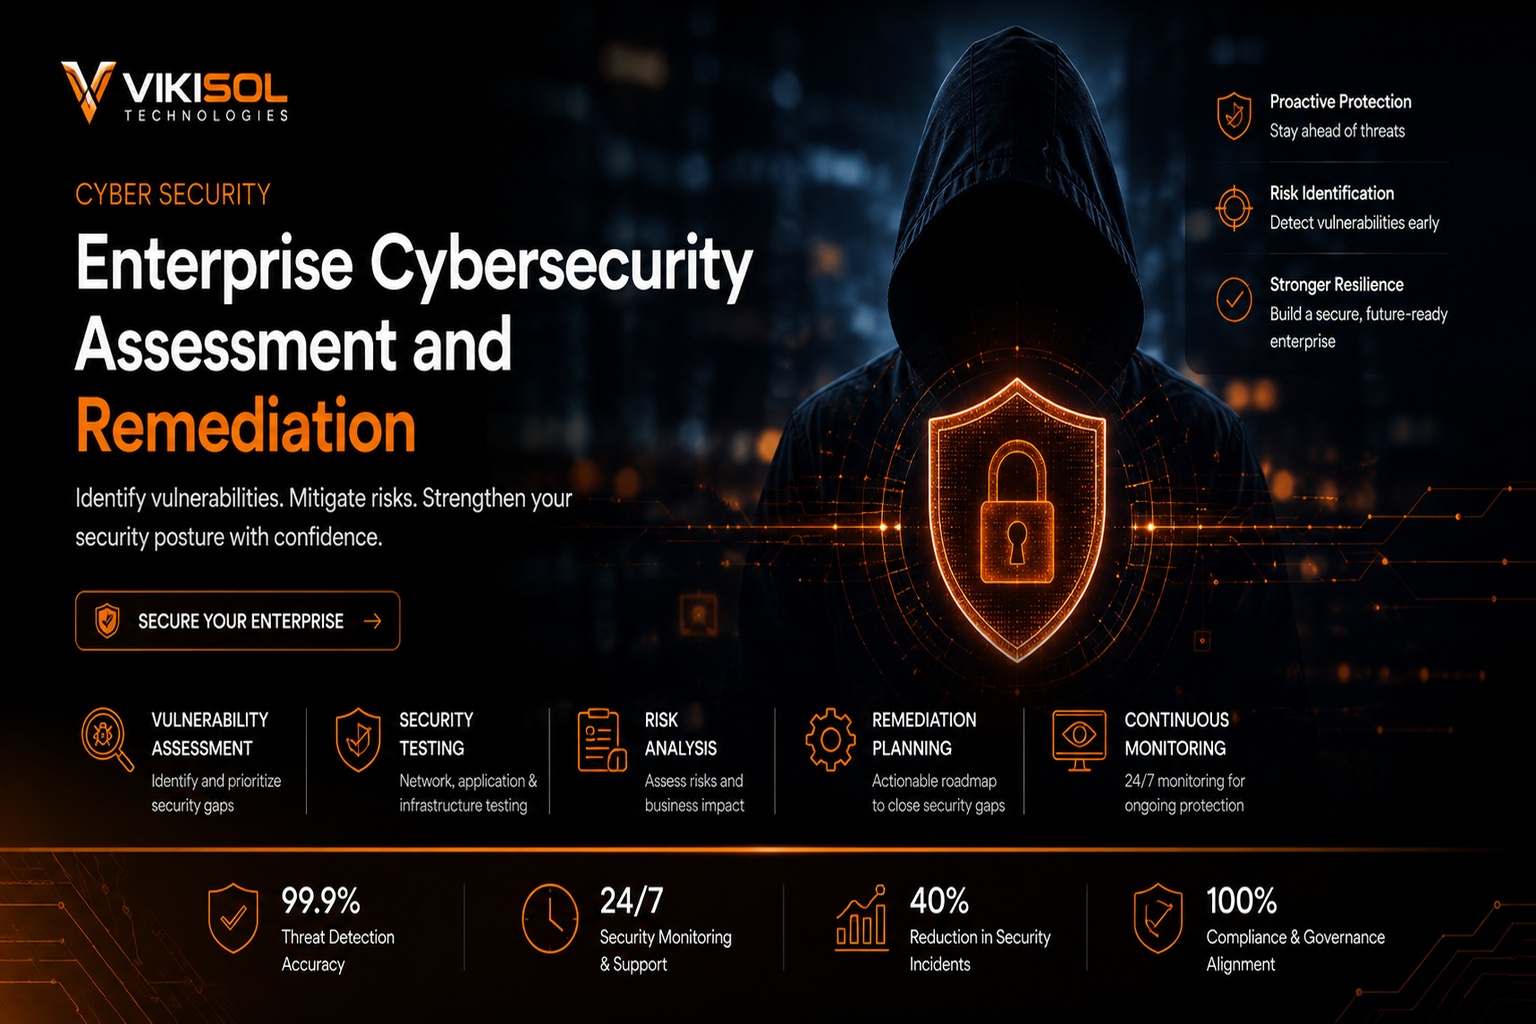 VIKISOL
TECHNOLOGIES
CYBER SECURITY
Enterprise Cybersecurity
Assessment and
Remediation
Identify vulnerabilities. Mitigate risks. Strengthen your
security posture with confidence.
SECURE YOUR ENTERPRISE
Proactive Protection
Stay ahead of threats
Risk Identification
Detect vulnerabilities early
Stronger Resilience
Build a secure, future-ready
enterprise
VULNERABILITY
ASSESSMENT
Identify and prioritize
security gaps
SECURITY
TESTING
Network, application &
infrastructure testing
RISK
ANALYSIS
Assess risks and
business impact
REMEDIATION
PLANNING
Actionable roadmap
to close security gaps
CONTINUOUS
MONITORING
24/7 monitoring for
ongoing protection
99.9%
Threat Detection
Accuracy
24/7
Security Monitoring
& Support
40%
Reduction in Security
Incidents
100%
Compliance & Governance
Alignment